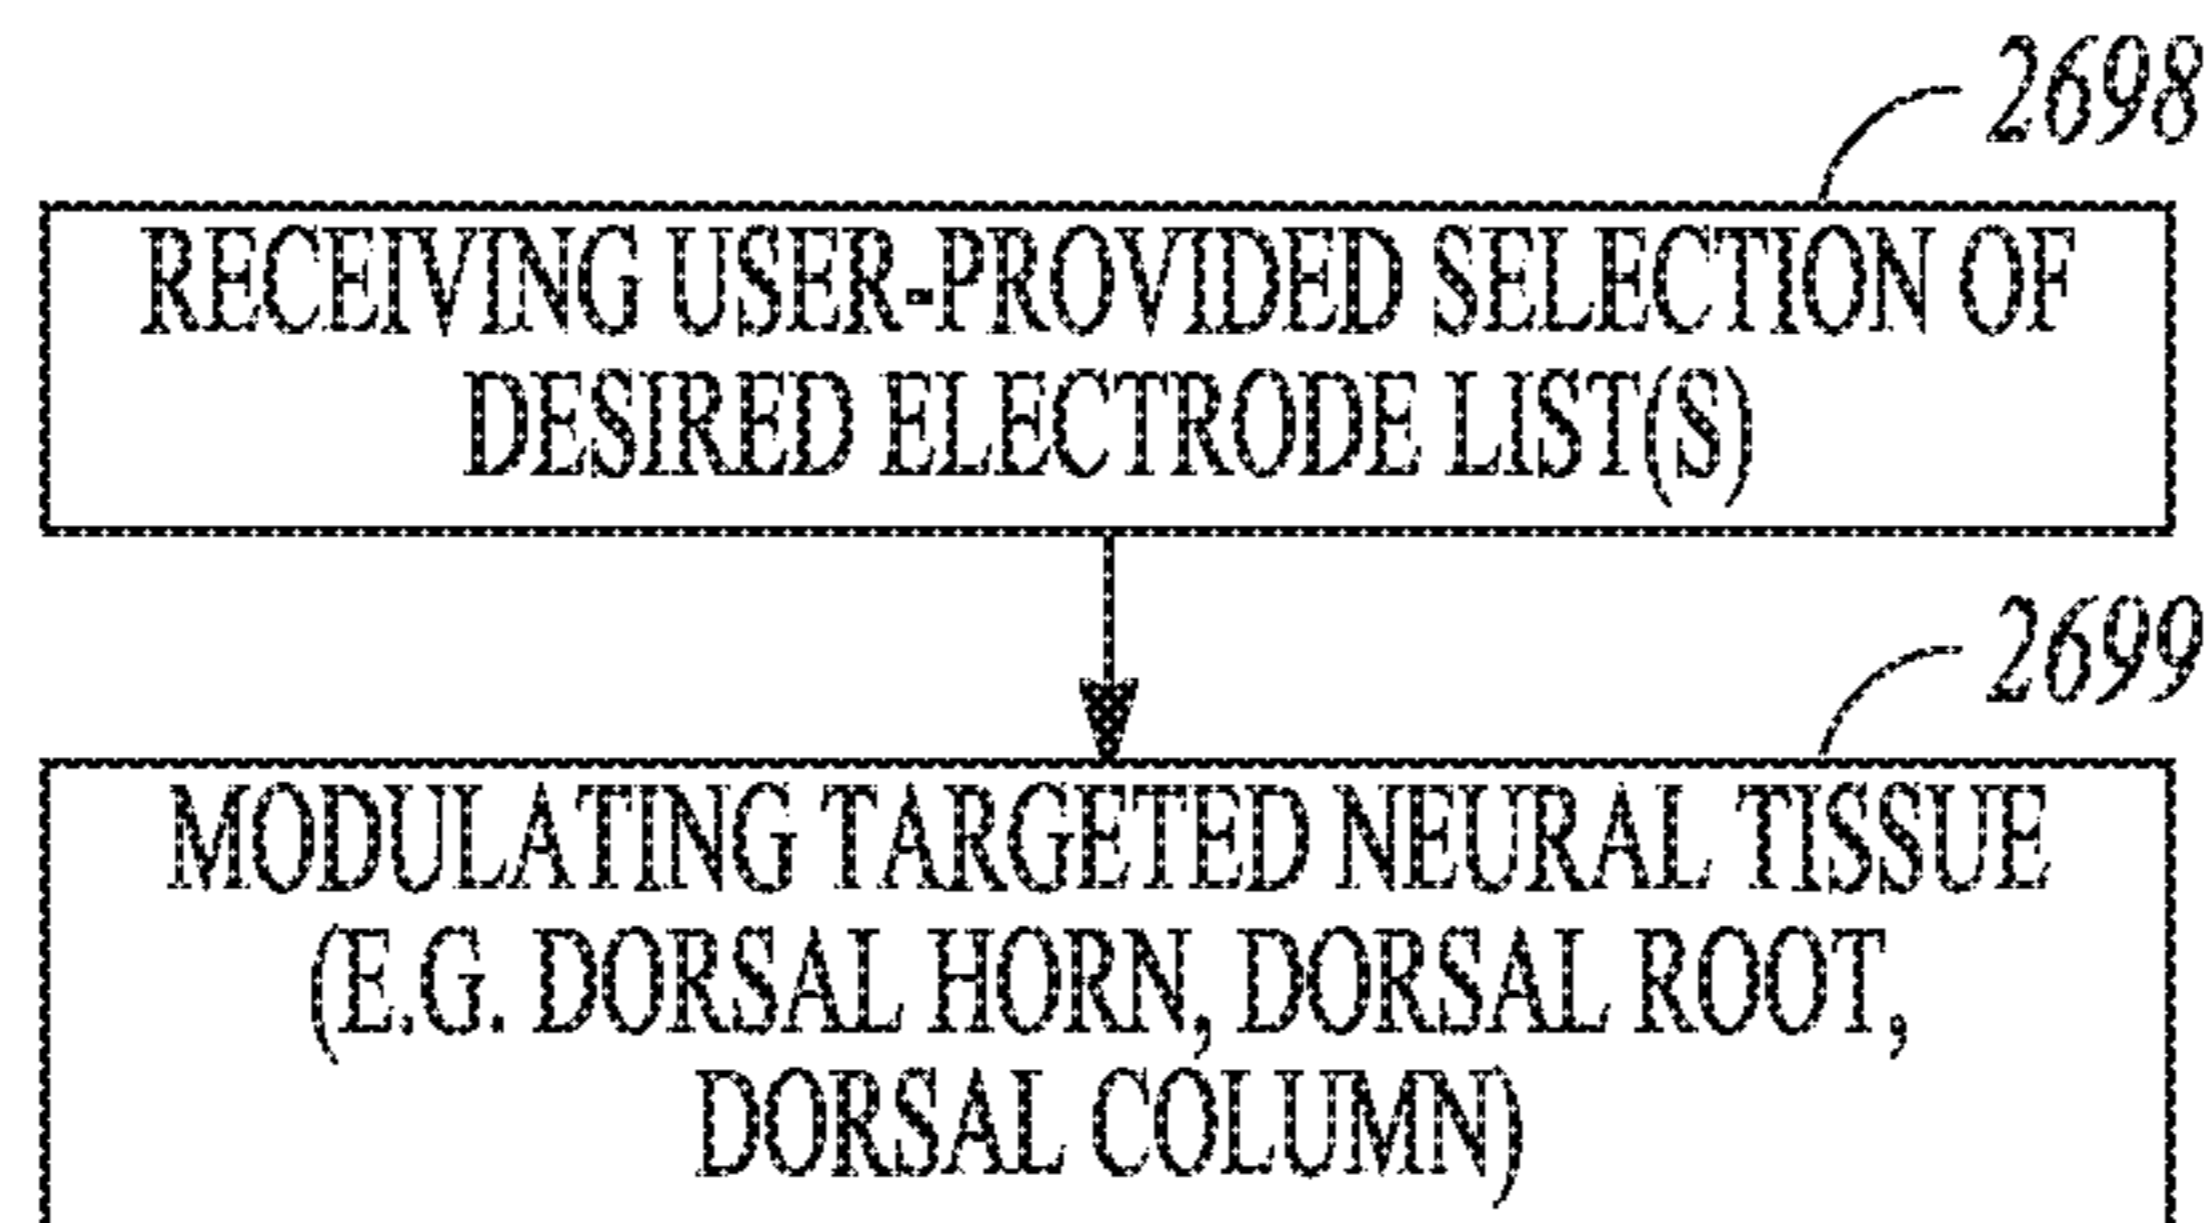 2698
RECEIVING USER-PROVIDED SELECTION OF
DESIRED ELECTRODE LIST(S)
2699
MODULATING TARGETED NEURAL TISSUE
(E.G. DORSAL HORN, DORSAL ROOT,
DORSAL COLUMN)